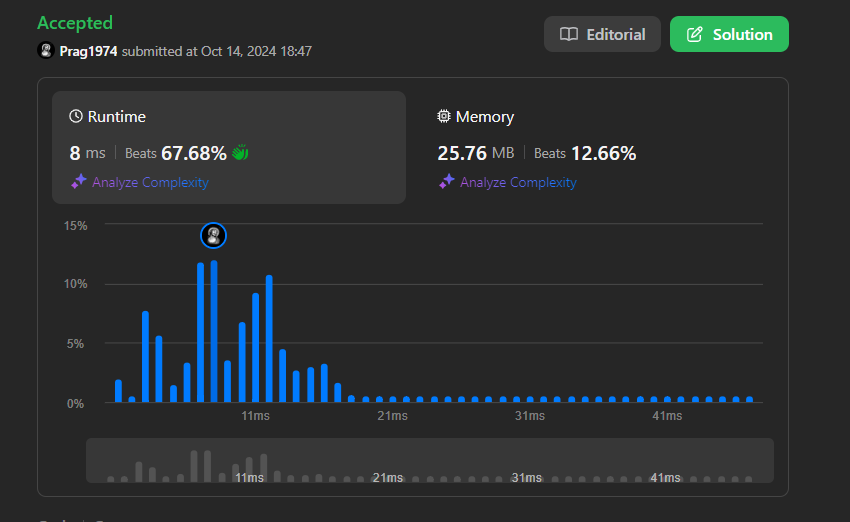 Accepted
Prag1974 submitted at Oct 14, 2024 18:47
Editorial
Solution
Runtime
8 ms Beats 67.68%
Analyze Complexity
Memory
25.76 MB Beats 12.66%
Analyze Complexity
15%
10%
5%
0%
11ms 21ms 31ms 41ms
11ms 21ms 31ms 41ms